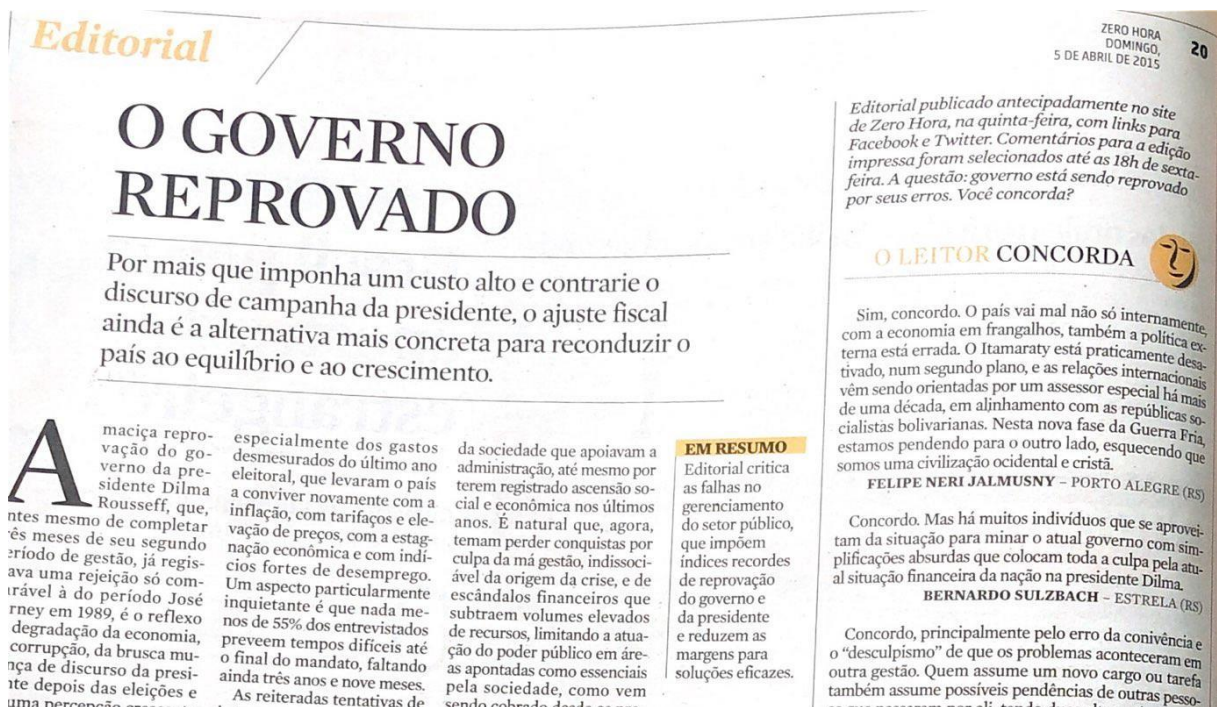 Editorial
ZERO HORA
DOMINGO,
5 DE ABRIL DE 2015
20
O GOVERNO
REPROVADO
Por mais que imponha um custo alto e contrarie o
discurso de campanha da presidente, o ajuste fiscal
ainda é a alternativa mais concreta para reconduzir o
país ao equilíbrio e ao crescimento.
A maciça repro-
vação do go-
verno da pre-
sidente Dilma
Rousseff, que,
ntes mesmo de completar
rês meses de seu segundo
eríodo de gestão, já regis-
ava uma rejeição só com-
arável à do período José
rney em 1989, é o reflexo
degradação da economia,
corrupção, da brusca mu-
nça de discurso da presi-
nte depois das eleições e
uma percepção
especialmente dos gastos
desmesurados do último ano
eleitoral, que levaram o país
a conviver novamente com a
inflação, com tarifaços e ele-
vação de preços, com a estag-
nação econômica e com indí-
cios fortes de desemprego.
Um aspecto particularmente
inquietante é que nada me-
nos de 55% dos entrevistados
preveem tempos difíceis até
o final do mandato, faltando
ainda três anos e nove meses.
As reiteradas tentativas de
da sociedade que apoiavam a
administração, até mesmo por
terem registrado ascensão so-
cial e econômica nos últimos
anos. É natural que, agora,
temam perder conquistas por
culpa da má gestão, indissoci-
ável da origem da crise, e de
escândalos financeiros que
subtraem volumes elevados
de recursos, limitando a atua-
ção do poder público em áre-
as apontadas como essenciais
pela sociedade, como vem
sendo cobrado desde
EM RESUMO
Editorial critica
as falhas no
gerenciamento
do setor público,
que impõem
índices recordes
de reprovação
do governo e
da presidente
e reduzem as
margens para
soluções eficazes.
Editorial publicado antecipadamente no site
de Zero Hora, na quinta-feira, com links para
Facebook e Twitter. Comentários para a edição
impressa foram selecionados até as 18h de sexta-
feira. A questão: governo está sendo reprovado
por seus erros. Você concorda?
O LEITOR CONCORDA
Sim, concordo. O país vai mal não só internamente,
com a economia em frangalhos, também a política ex-
terna está errada. O Itamaraty está praticamente desa-
tivado, num segundo plano, e as relações internacionais
vêm sendo orientadas por um assessor especial há mais
de uma década, em alinhamento com as repúblicas so-
cialistas bolivarianas. Nesta nova fase da Guerra Fria,
estamos pendendo para o outro lado, esquecendo que
somos uma civilização ocidental e cristã.
FELIPE NERI JALMUSNY – PORTO ALEGRE (RS)
Concordo. Mas há muitos indivíduos que se aprovei-
tam da situação para minar o atual governo com sim-
plificações absurdas que colocam toda a culpa pela atu-
al situação financeira da nação na presidente Dilma.
BERNARDO SULZBACH – ESTRELA (RS)
Concordo, principalmente pelo erro da conivência e
o “desculpismo” de que os problemas aconteceram em
outra gestão. Quem assume um novo cargo ou tarefa
também assume possíveis pendências de outras pesso-